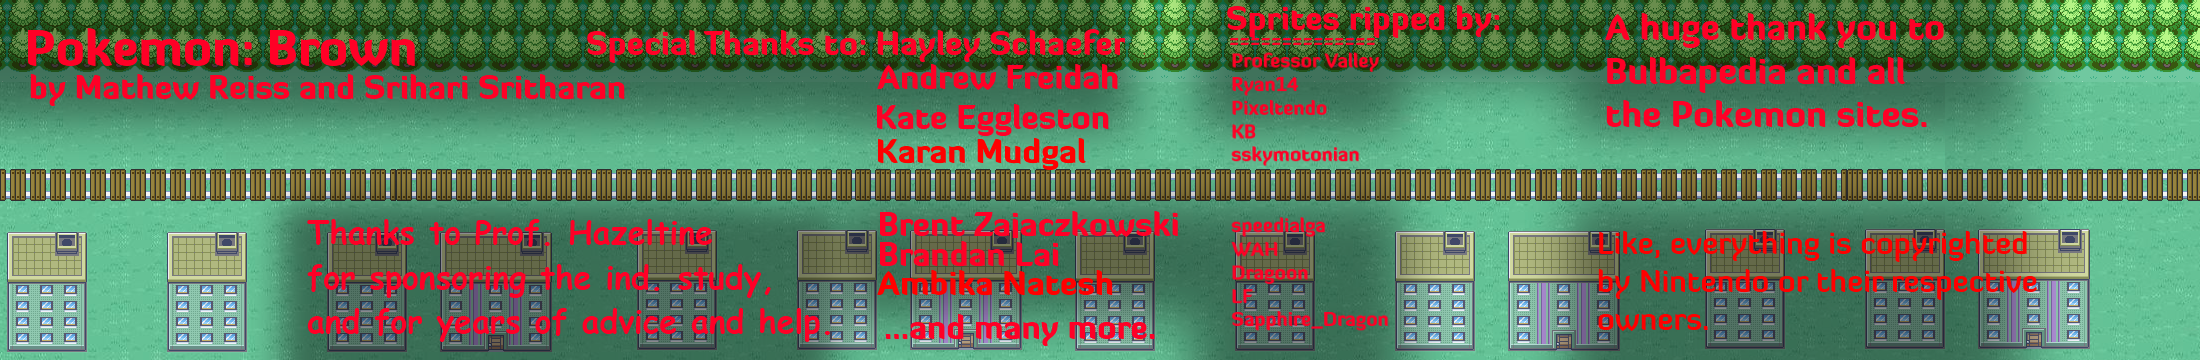 Pokemon: Brown
by Mathew Reiss and Srihari Sritharan
Thanks to Prof. Hazeltine
for sponsoring the ind. study,
and for years of advice and help.
Special Thanks to: Hayley Schaefer
Andrew Freidah
Kate Eggleston
Karan Mudgal
Brent Zajaczkowski
Brandan Lai
Ambika Natesh
...and many more.
Sprites ripped by:
===============
Professor Valley
Ryan14
Pixeltendo
KB
sskymotonian
speedialga
WAH
Dragoon
LF
Sapphire_Dragon
A huge thank you to
Bulbapedia and all
the Pokemon sites.
Like, everything is copyrighted
by Nintendo or their respective
owners.